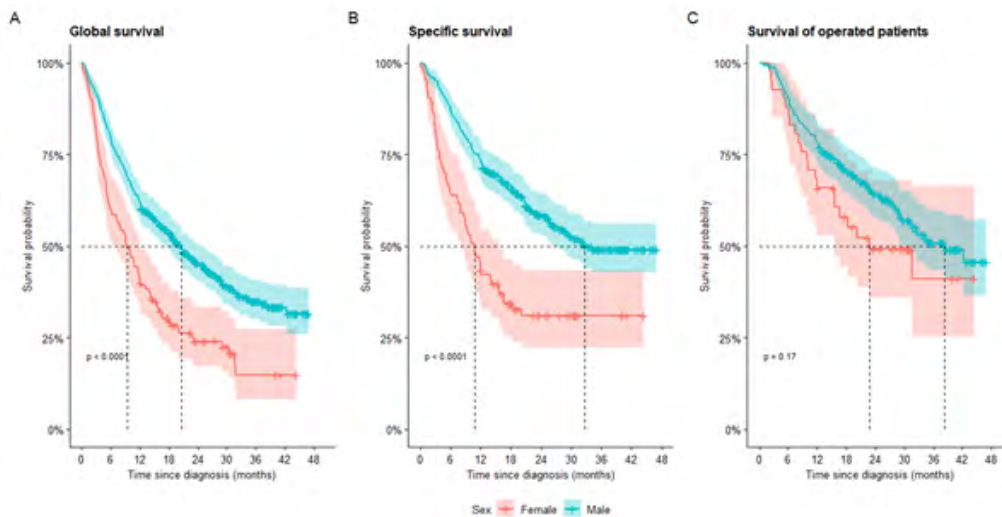 A
Global survival
100%
75%
50%
25%
0%
Survival probability
p < 0.0001
0 6 12 18 24 30 36 42 48
Time since diagnosis (months)
B
Specific survival
100%
75%
50%
25%
0%
Survival probability
p < 0.0001
0 6 12 18 24 30 36 42 48
Time since diagnosis (months)
C
Survival of operated patients
100%
75%
50%
25%
0%
Survival probability
p = 0.17
0 6 12 18 24 30 36 42 48
Time since diagnosis (months)
Sex Female Male